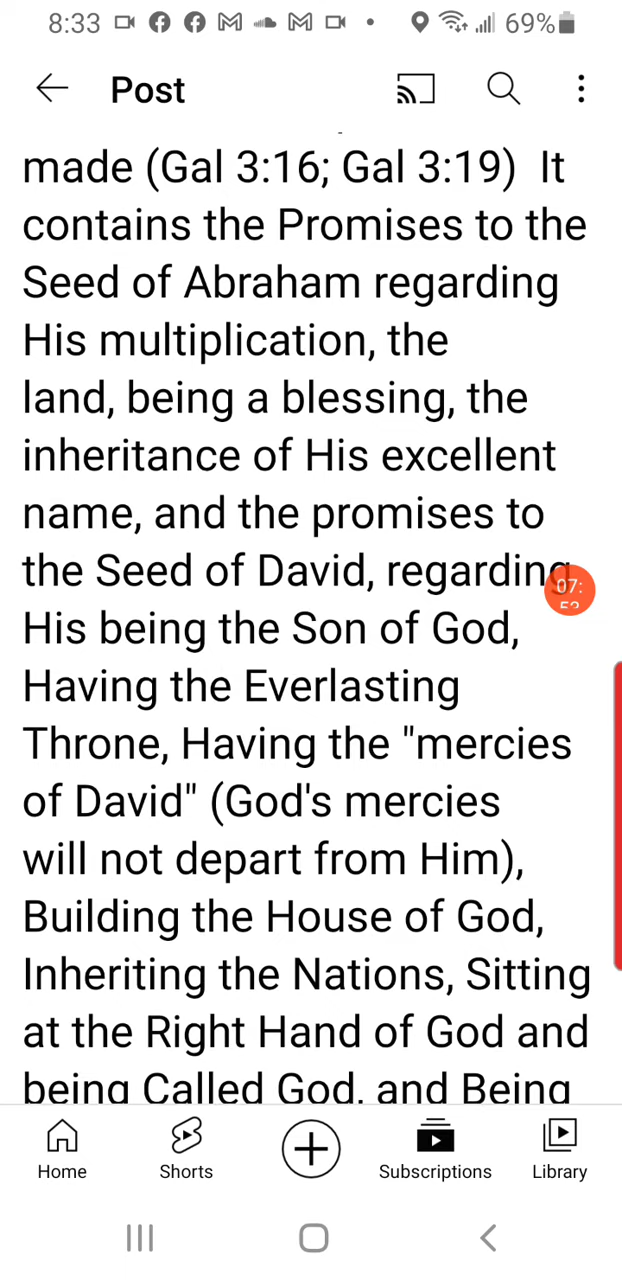 8:33 69%
Post
made (Gal 3:16; Gal 3:19) It
contains the Promises to the
Seed of Abraham regarding
His multiplication, the
land, being a blessing, the
inheritance of His excellent
name, and the promises to
the Seed of David, regarding
07:
His being the Son of God,
Having the Everlasting
Throne, Having the "mercies
of David" (God's mercies
will not depart from Him),
Building the House of God,
Inheriting the Nations, Sitting
at the Right Hand of God and
being Called God, and Being
Home Shorts Subscriptions Library